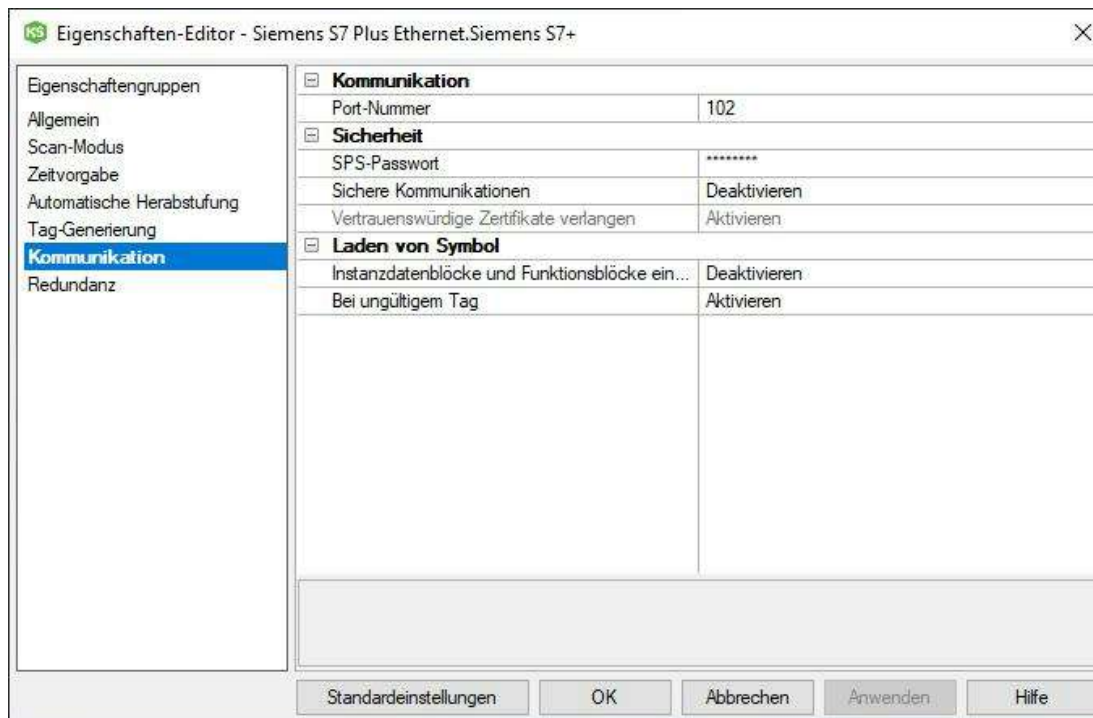 KS Eigenschaften-Editor - Siemens S7 Plus Ethernet.Siemens S7+
Eigenschaftengruppen
Allgemein
Scan-Modus
Zeitvorgabe
Automatische Herabstufung
Tag-Generierung
Kommunikation
Redundanz
Kommunikation
Port-Nummer 102
Sicherheit
SPS-Passwort ********
Sichere Kommunikationen Deaktivieren
Vertrauenswürdige Zertifikate verlangen Aktivieren
Laden von Symbol
Instanzdatenblöcke und Funktionsblöcke ein... Deaktivieren
Bei ungültigem Tag Aktivieren
Standardeinstellungen OK Abbrechen Anwenden Hilfe